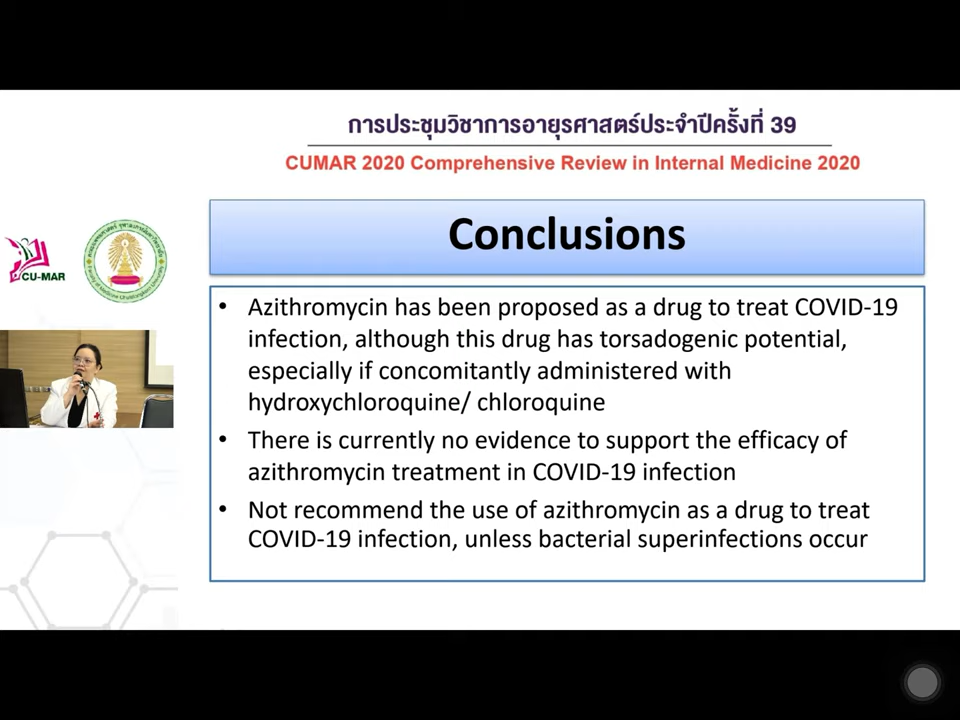 การประชุมวิชาการอายุรศาสตร์ประจำปีครั้งที่ 39
CUMAR 2020 Comprehensive Review in Internal Medicine 2020
CU-MAR
Conclusions
• Azithromycin has been proposed as a drug to treat COVID-19
infection, although this drug has torsadogenic potential,
especially if concomitantly administered with
hydroxychloroquine/ chloroquine
• There is currently no evidence to support the efficacy of
azithromycin treatment in COVID-19 infection
• Not recommend the use of azithromycin as a drug to treat
COVID-19 infection, unless bacterial superinfections occur